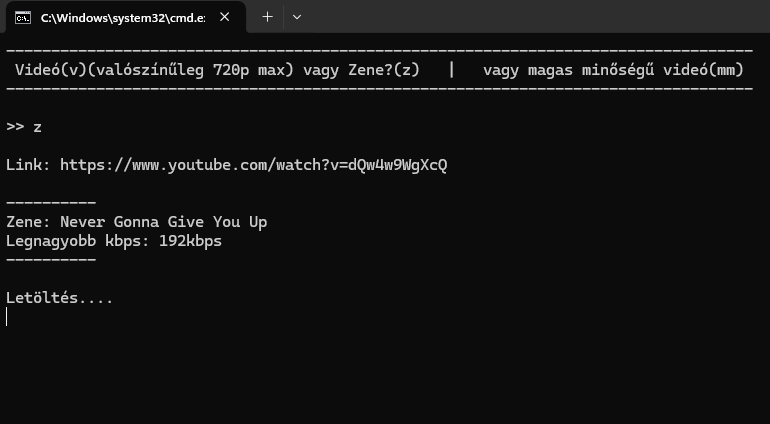 C:\Windows\system32\cmd.e
-----------------------------------------------------------------------------------
Videó(v)(valószínűleg 720p max) vagy Zene?(z)   |   vagy magas minőségű videó(mm)
-----------------------------------------------------------------------------------
>> z
Link: https://www.youtube.com/watch?v=dQw4w9WgXcQ
----------
Zene: Never Gonna Give You Up
Legnagyobb kbps: 192kbps
----------
Letöltés....